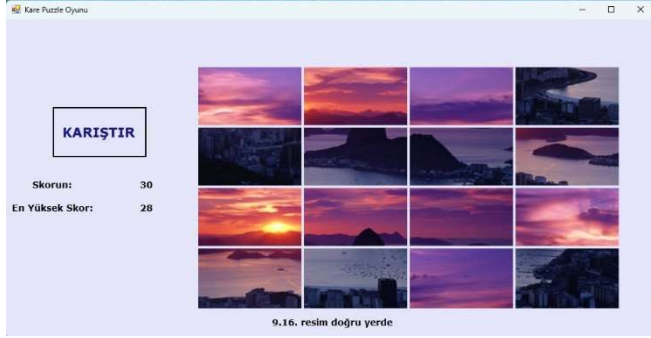 Kare Puzzle Oyunu
KARIŞTIR
Skorun: 30
En Yüksek Skor: 28
9.16. resim doğru yerde